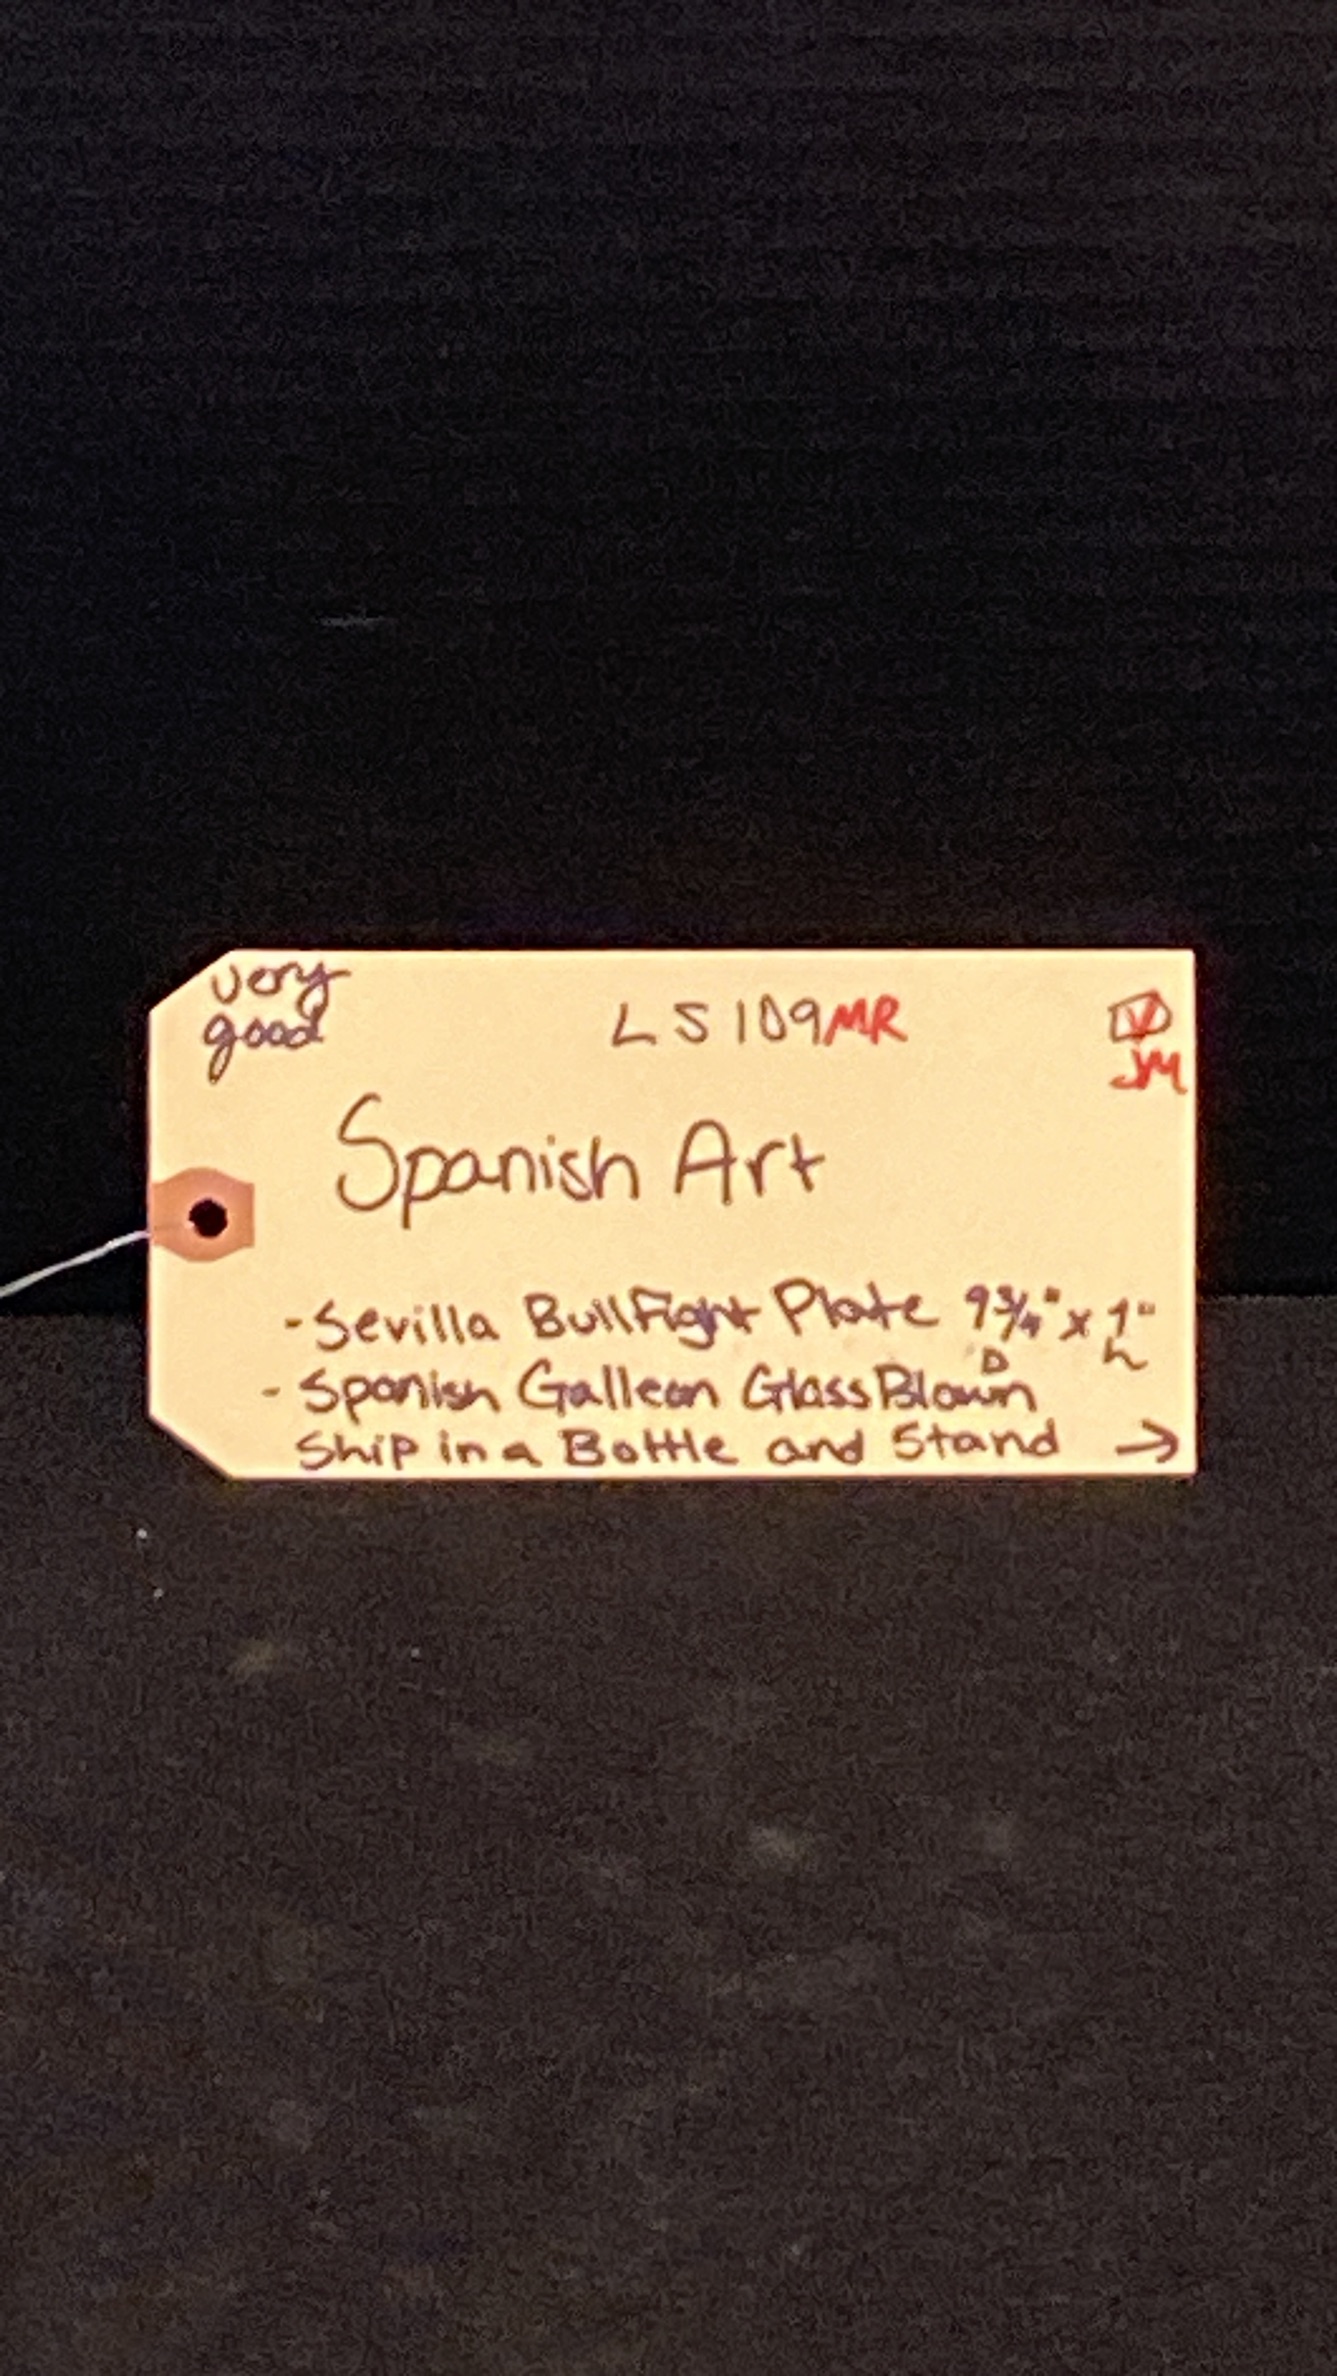 very
good
LS109MR
JM
Spanish Art
-Sevilla Bullfight Plate 9¾" x 1"
D h
- Spanish Galleon Glass Blown
Ship in a Bottle and Stand →